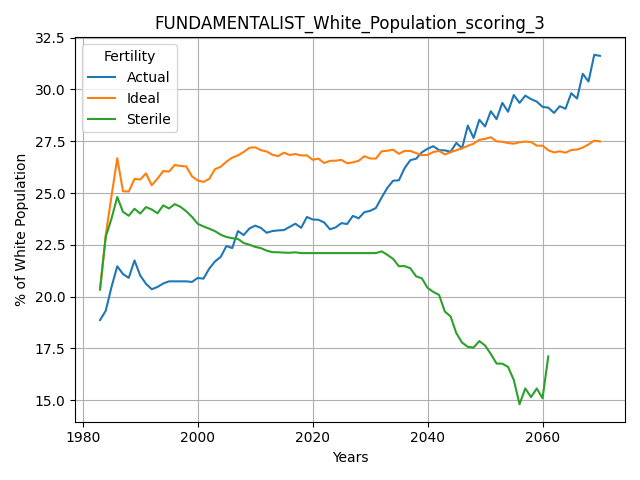 FUNDAMENTALIST_White_Population_scoring_3
Fertility
Actual
Ideal
Sterile
% of White Population
32.5
30.0
27.5
25.0
22.5
20.0
17.5
15.0
1980
2000
2020
2040
2060
Years